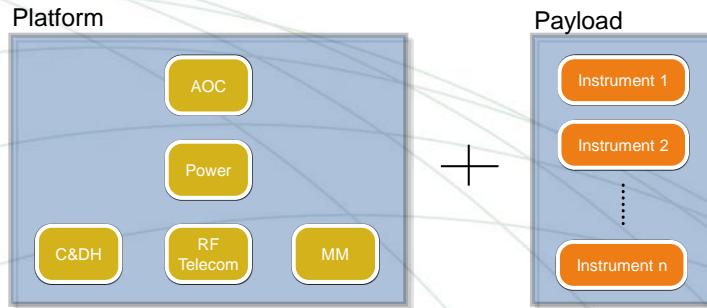 Platform
AOC
Power
C&DH
RF
Telecom
MM
Payload
Instrument 1
Instrument 2
Instrument n